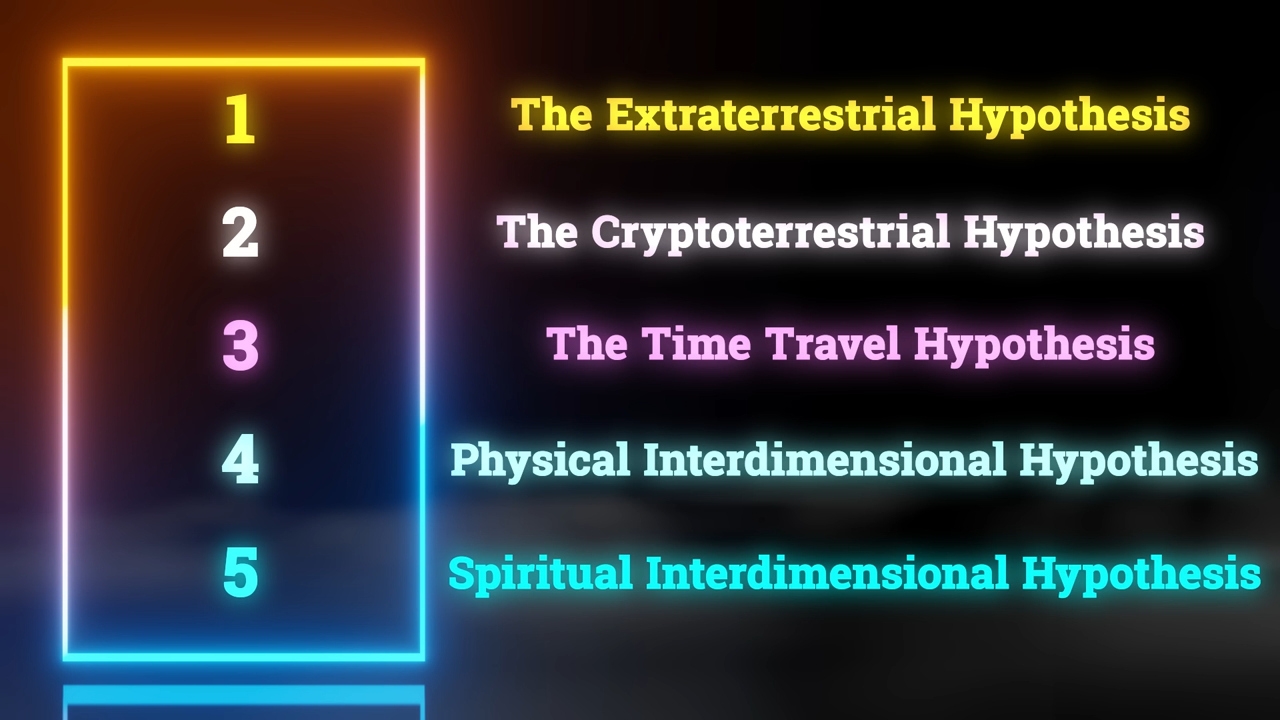 1 The Extraterrestrial Hypothesis
2 The Cryptoterrestrial Hypothesis
3 The Time Travel Hypothesis
4 Physical Interdimensional Hypothesis
5 Spiritual Interdimensional Hypothesis